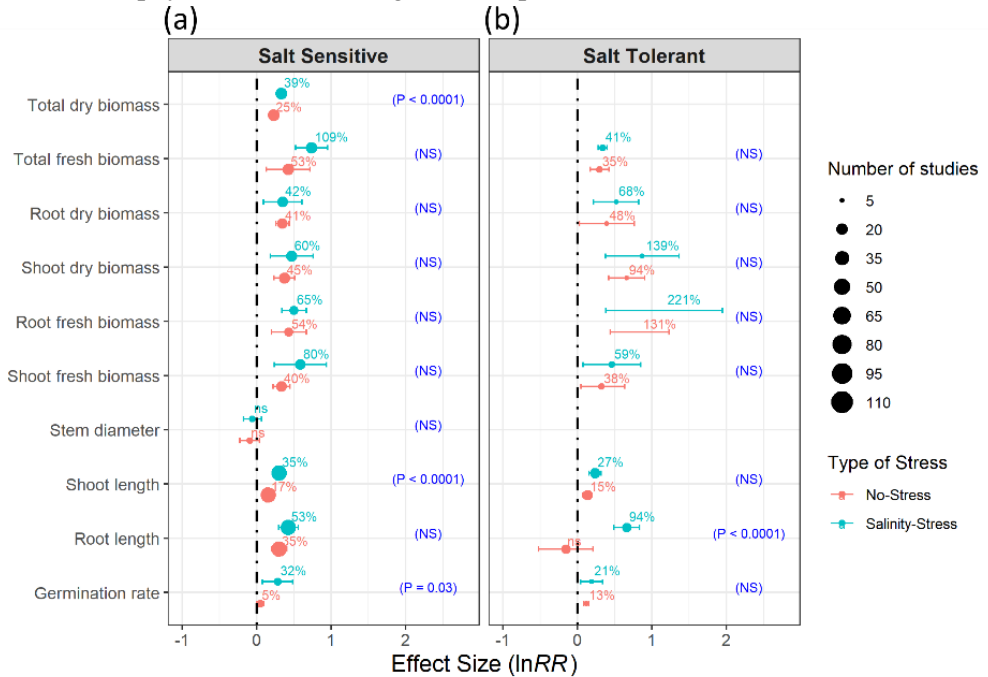 (a)
(b)
Salt Sensitive
Salt Tolerant
Total dry biomass
39%
25%
(P < 0.0001)
Total fresh biomass
109%
53%
(NS)
41%
35%
(NS)
Root dry biomass
42%
41%
(NS)
68%
48%
(NS)
Shoot dry biomass
60%
45%
(NS)
139%
94%
(NS)
Root fresh biomass
65%
54%
(NS)
221%
131%
(NS)
Shoot fresh biomass
80%
40%
(NS)
59%
38%
(NS)
Stem diameter
ns
ns
(NS)
Shoot length
35%
17%
(P < 0.0001)
27%
15%
(NS)
Root length
53%
35%
(NS)
94%
ns
(P < 0.0001)
Germination rate
32%
5%
(P = 0.03)
21%
13%
(NS)
-1 0 1 2
-1 0 1 2
Effect Size (lnRR)
Number of studies
5
20
35
50
65
80
95
110
Type of Stress
No-Stress
Salinity-Stress